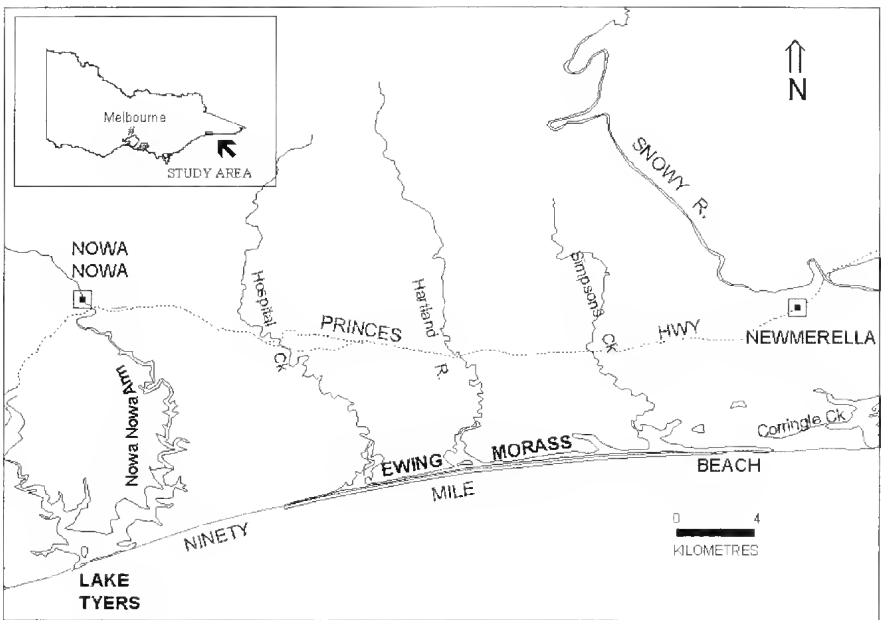 Melbourne
STUDY AREA
N
SNOWY R.
NOWA
NOWA
Hospital Ck
Hartland R.
Simpsons Ck
PRINCES HWY
NEWMERELLA
Nowa Nowa Arm
Corringle Ck
EWING MORASS
NINETY MILE BEACH
0 4
KILOMETRES
LAKE
TYERS